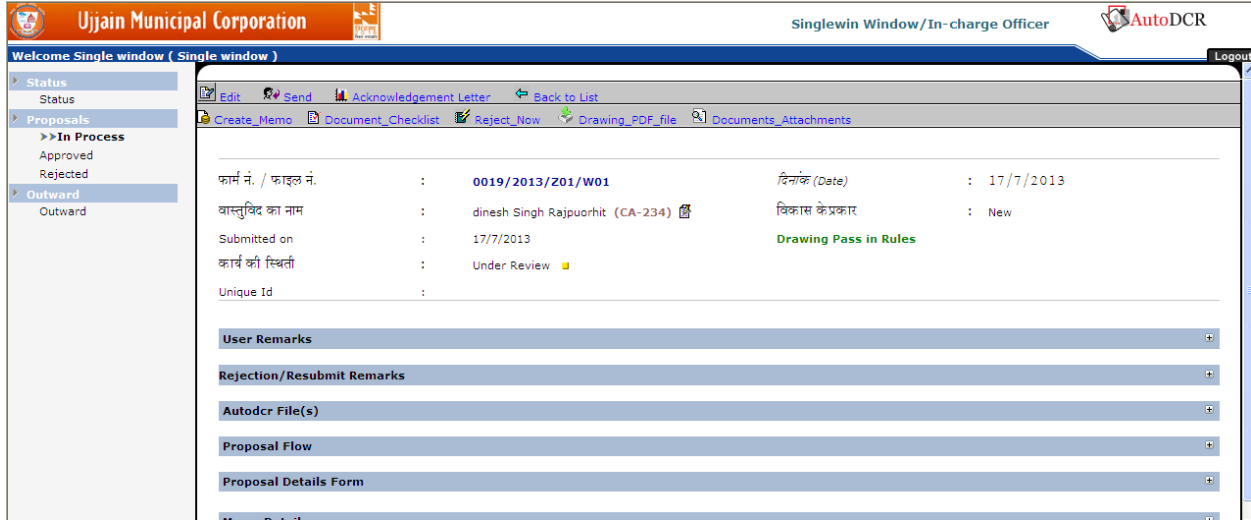 Ujjain Municipal Corporation
Singlewin Window/In-charge Officer
AutoDCR
Welcome Single window ( Single window )
Logout
Status
Status
Proposals
>>In Process
Approved
Rejected
Outward
Outward
Edit Send Acknowledgement Letter Back to List
Create_Memo Document_Checklist Reject_Now Drawing_PDF_file Documents_Attachments
फार्म नं. / फाइल नं. : 0019/2013/Z01/W01 दिनांक (Date) : 17/7/2013
वास्तुविद का नाम : dinesh Singh Rajpuorhit (CA-234) विकास के प्रकार : New
Submitted on : 17/7/2013 Drawing Pass in Rules
कार्य की स्थिती : Under Review
Unique Id :
User Remarks
Rejection/Resubmit Remarks
Autodcr File(s)
Proposal Flow
Proposal Details Form